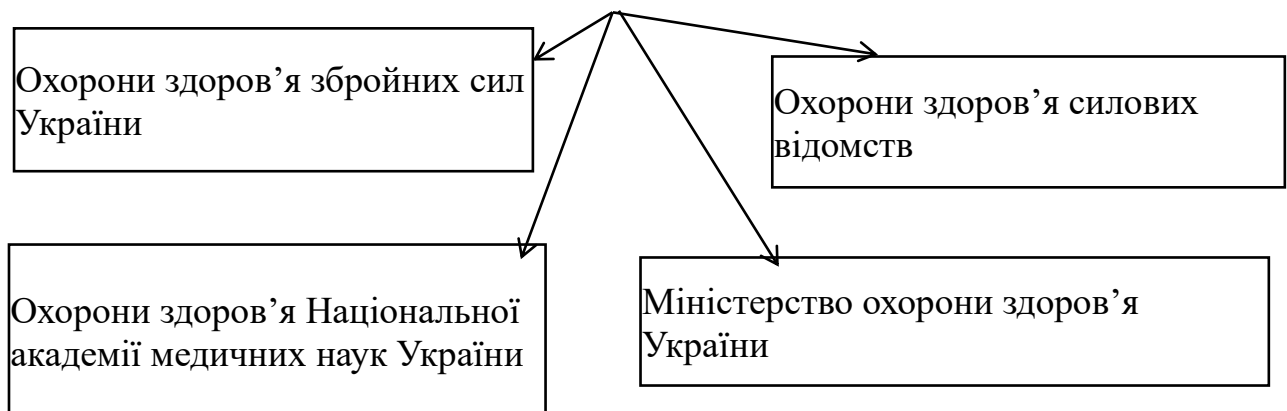 Охорони здоров’я збройних сил
України
Охорони здоров’я силових
відомств
Охорони здоров’я Національної
академії медичних наук України
Міністерство охорони здоров’я
України